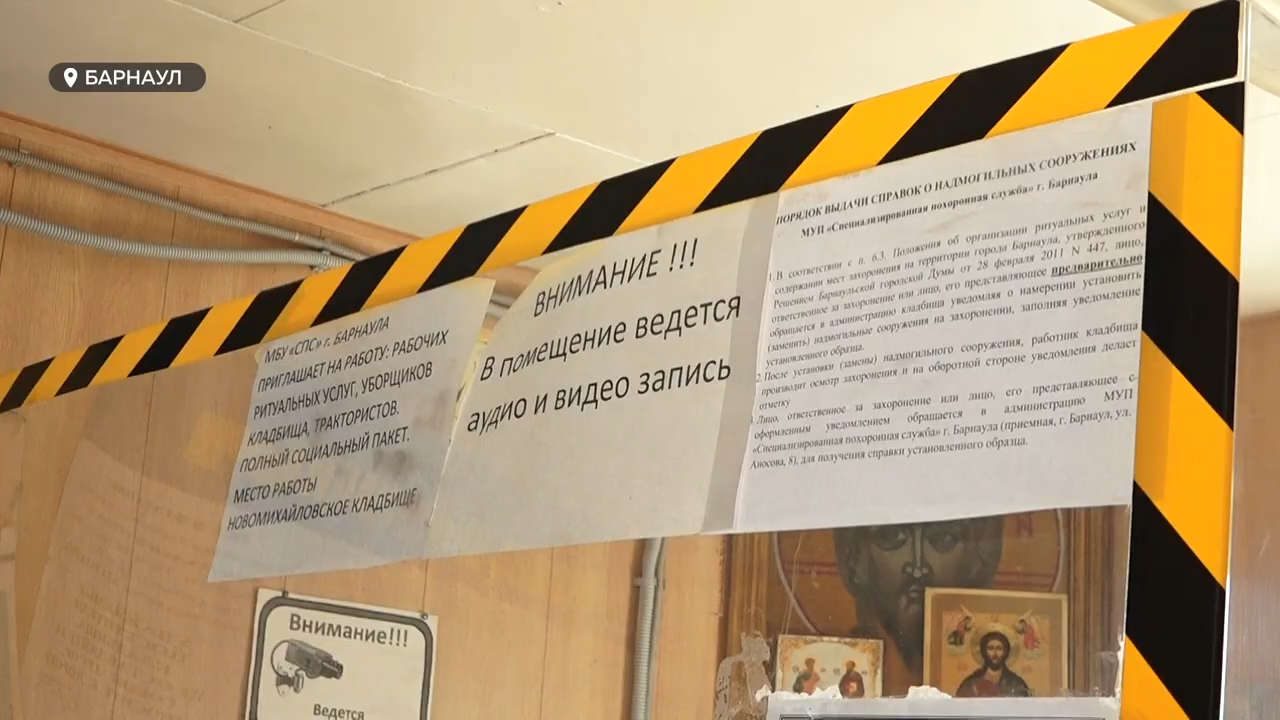 БАРНАУЛ
МБУ «СПС» г. БАРНАУЛА
ПРИГЛАШАЕТ НА РАБОТУ: РАБОЧИХ
РИТУАЛЬНЫХ УСЛУГ, УБОРЩИКОВ
КЛАДБИЩА, ТРАКТОРИСТОВ.
ПОЛНЫЙ СОЦИАЛЬНЫЙ ПАКЕТ.
МЕСТО РАБОТЫ
НОВОМИХАЙЛОВСКОЕ КЛАДБИЩЕ
ВНИМАНИЕ !!!
В помещение ведется
аудио и видео запись
ПОРЯДОК ВЫДАЧИ СПРАВОК О НАДМОГИЛЬНЫХ СООРУЖЕНИЯХ
МУП «Специализированная похоронная служба» г. Барнаула
1. В соответствии с п. 6.3. Положения об организации ритуальных услуг и
содержании мест захоронения на территории города Барнаула, утвержденного
Решением Барнаульской городской Думы от 28 февраля 2011 N 447, лицо,
ответственное за захоронение или лицо, его представляющее предварительно
обращается в администрацию кладбища уведомляя о намерении установить
(заменить) надмогильные сооружения на захоронении, заполняя уведомление
установленного образца.
2. После установки (замены) надмогильного сооружения, работник кладбища
производит осмотр захоронения и на оборотной стороне уведомления делает
отметку
3. Лицо, ответственное за захоронение или лицо, его представляющее с
оформленным уведомлением обращается в администрацию МУП
«Специализированная похоронная служба» г. Барнаула (приемная, г. Барнаул, ул.
Аносова, 8), для получения справки установленного образца.
Внимание!!!
Ведется